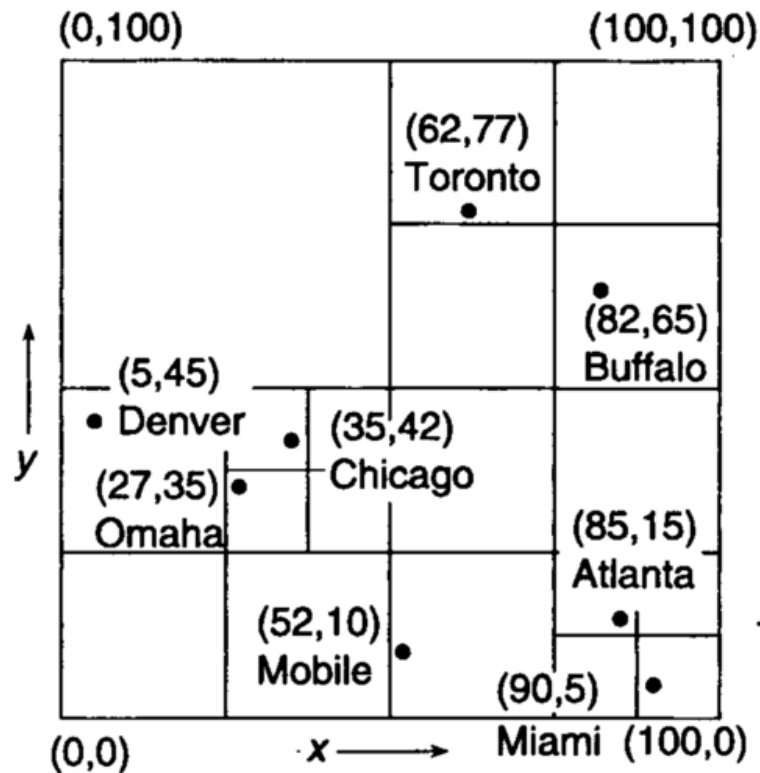 (0,100) (100,100)
(62,77)
Toronto
(82,65)
Buffalo
(5,45)
Denver
(35,42)
Chicago
(27,35)
Omaha
y
(85,15)
Atlanta
(52,10)
Mobile
(90,5)
Miami
(0,0) x (100,0)